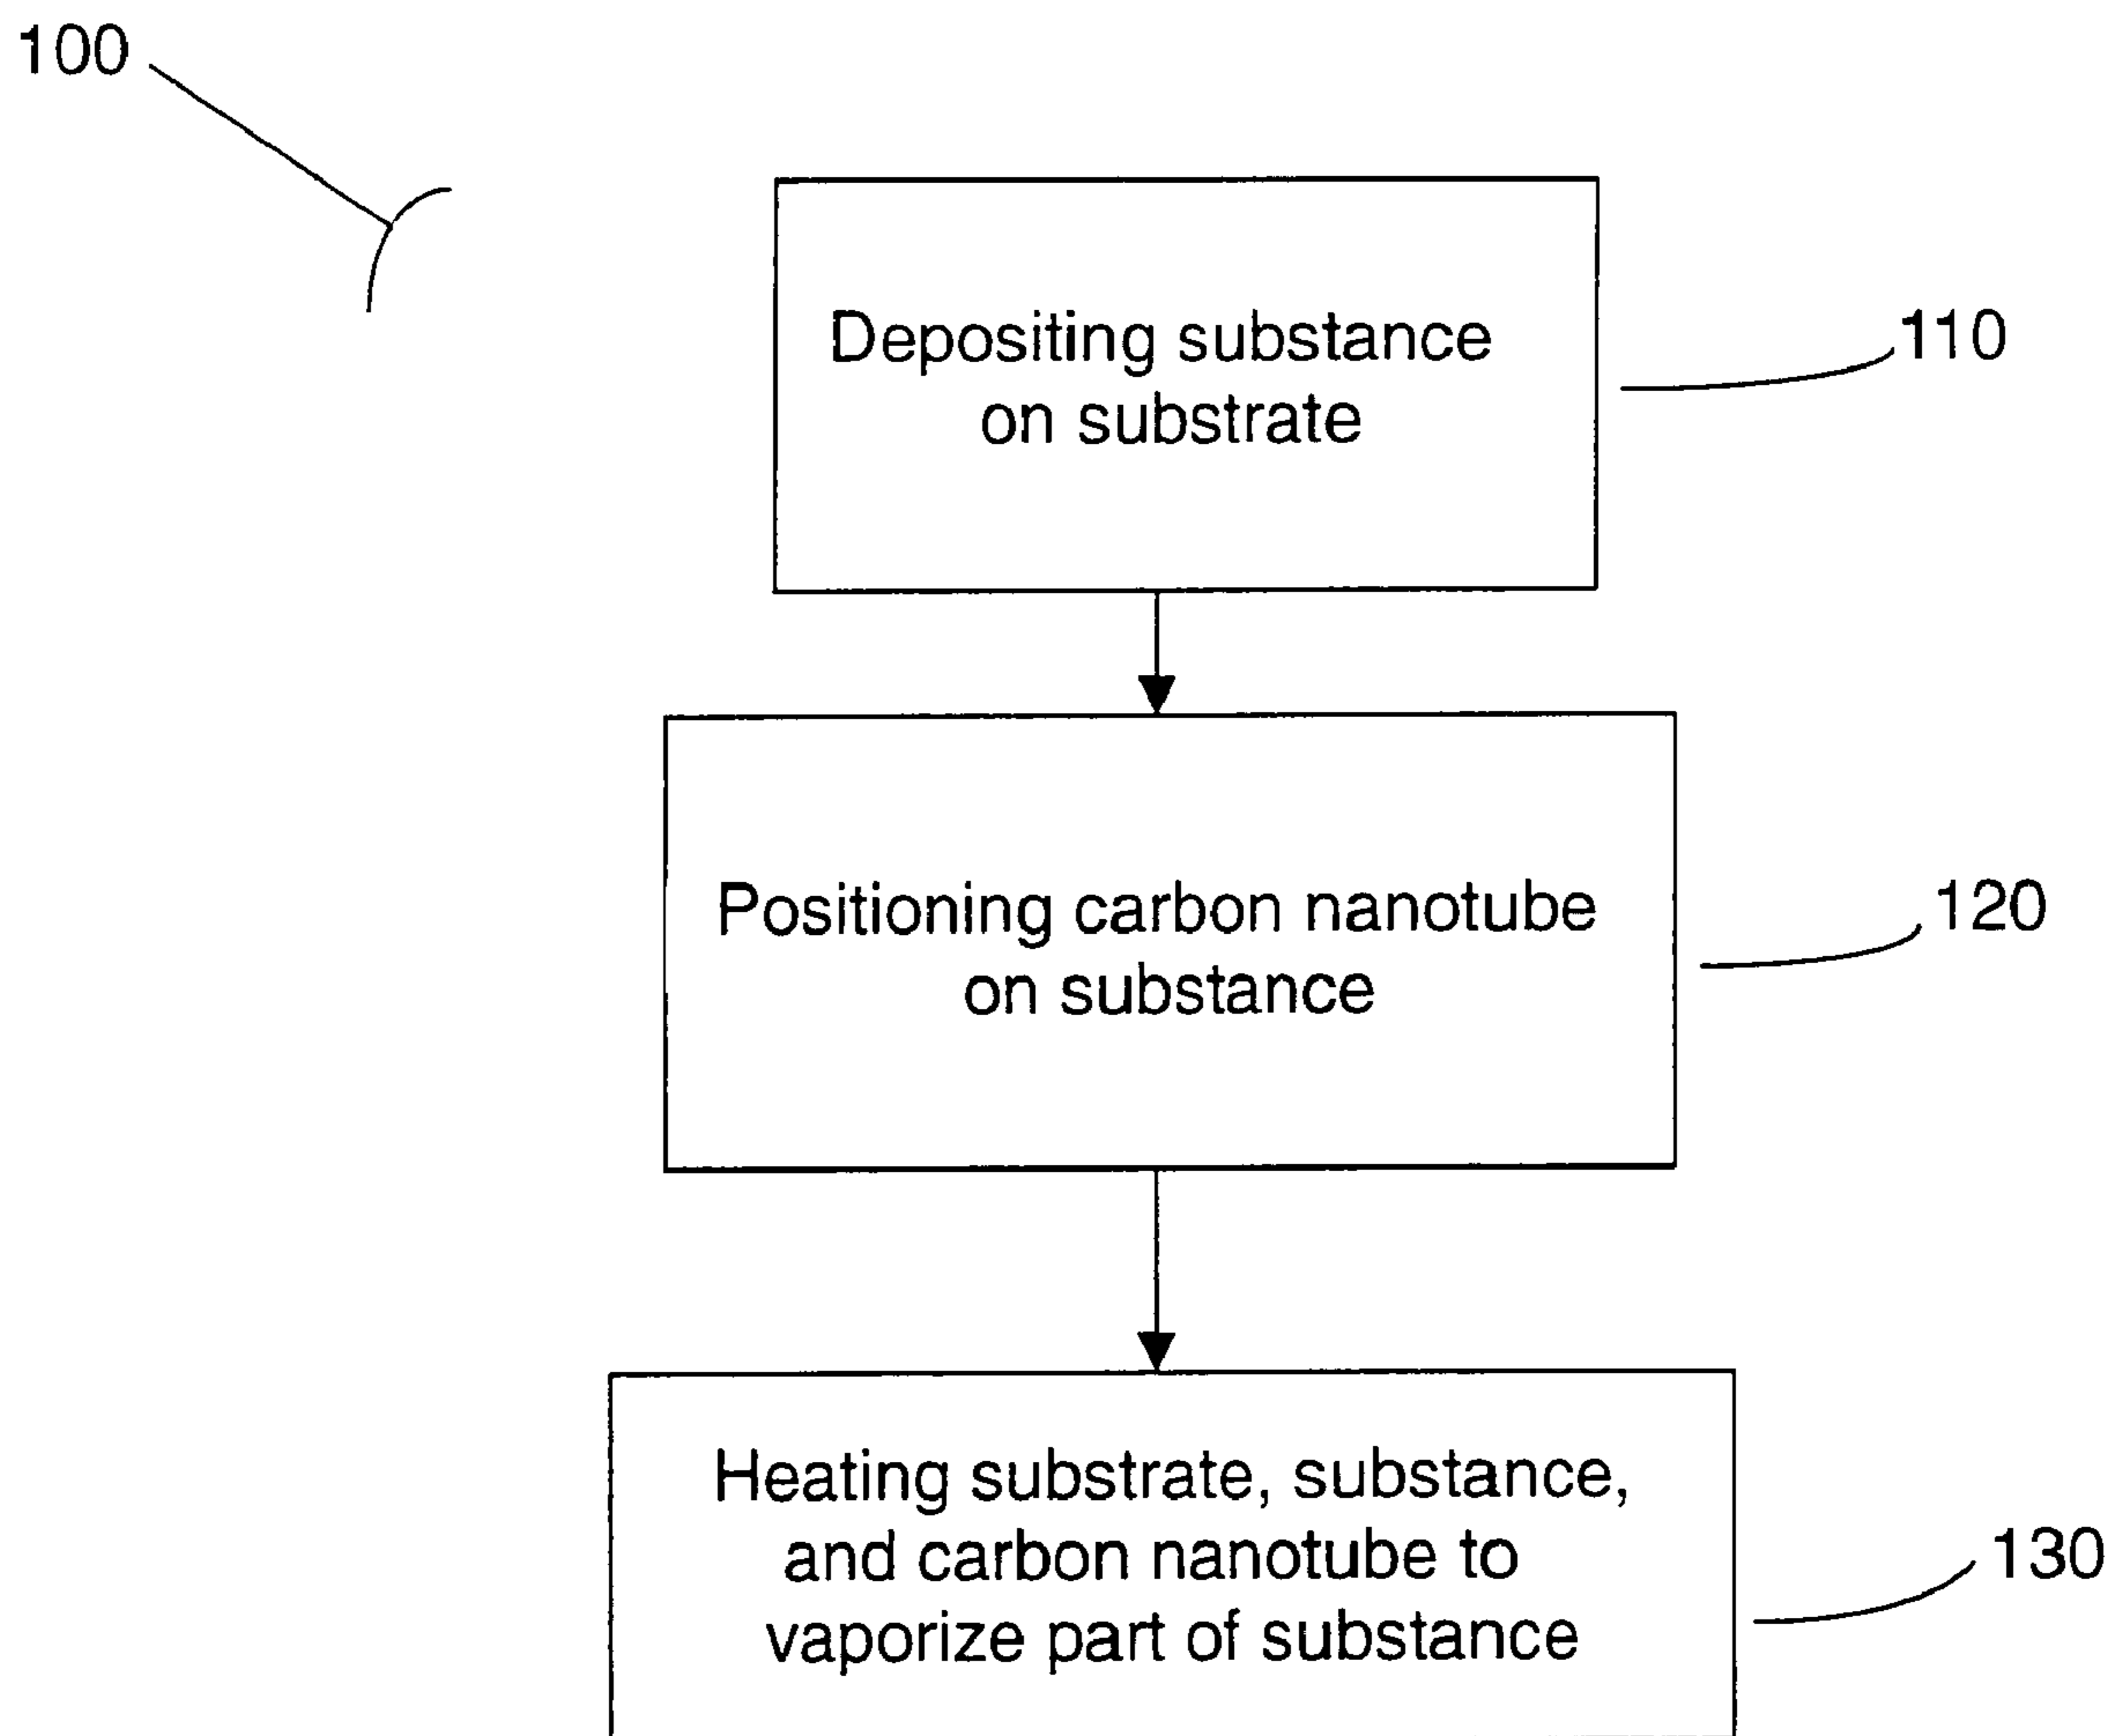 100
Depositing substance
on substrate
110
Positioning carbon nanotube
on substance
120
Heating substrate, substance,
and carbon nanotube to
vaporize part of substance
130